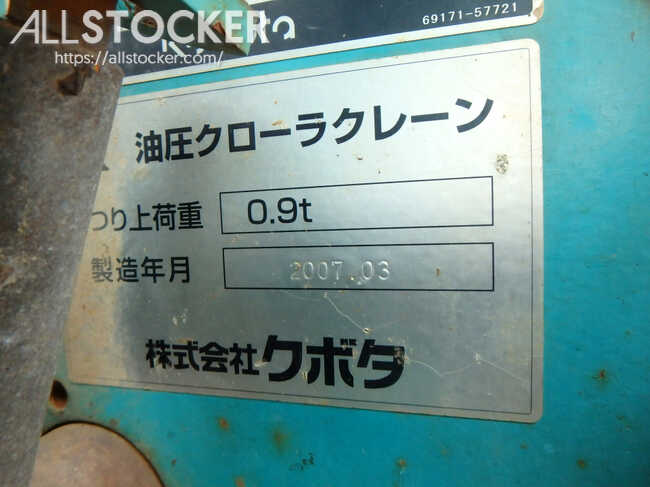 ALLSTOCKER
https://allstocker.com
69171-57721
油圧クローラクレーン
つり上荷重 0.9t
製造年月 2007.03
株式会社クボタ